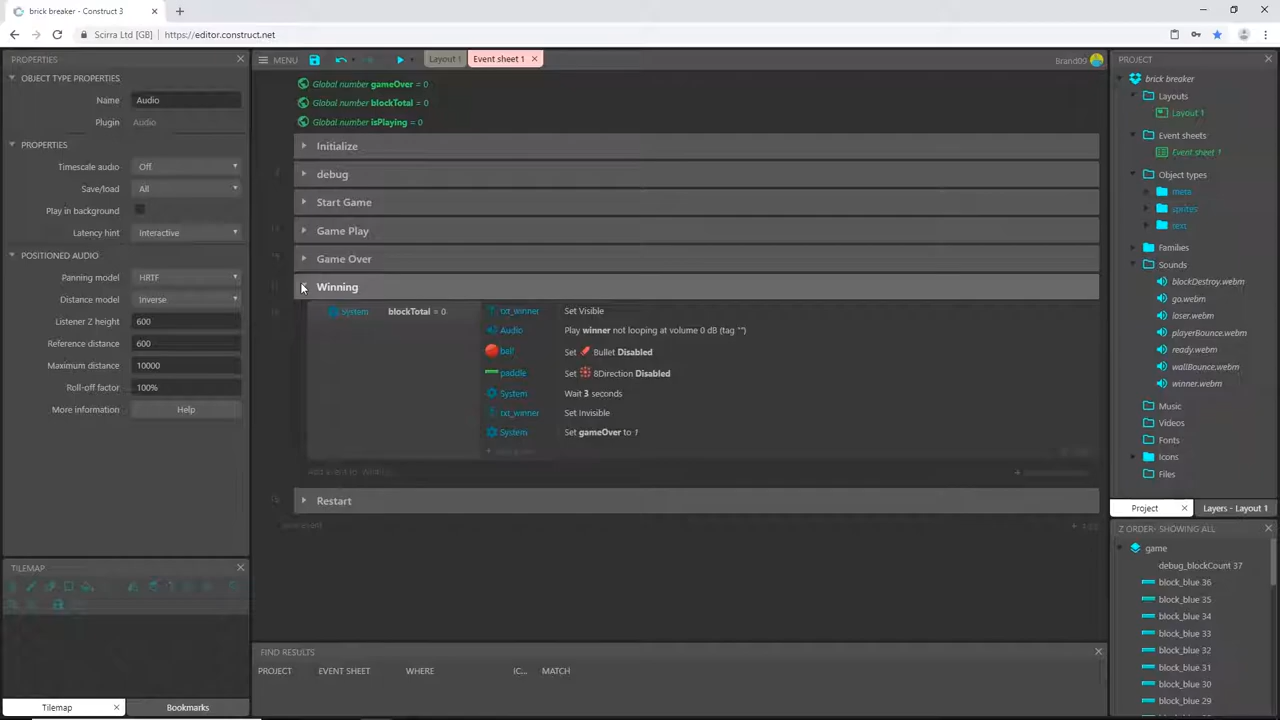 brick breaker - Construct 3
Scirra Ltd [GB] https://editor.construct.net
PROPERTIES
OBJECT TYPE PROPERTIES
Name Audio
Plugin Audio
PROPERTIES
Timescale audio Off
Save/load All
Play in background
Latency hint Interactive
POSITIONED AUDIO
Panning model HRTF
Distance model Inverse
Listener Z height 600
Reference distance 600
Maximum distance 10000
Roll-off factor 100%
More information Help
TILEMAP
Tilemap
Bookmarks
MENU
Layout 1
Event sheet 1
Brand09
Global number gameOver = 0
Global number blockTotal = 0
Global number isPlaying = 0
Initialize
debug
Start Game
Game Play
Game Over
Winning
System blockTotal = 0
txt_winner Set Visible
Audio Play winner not looping at volume 0 dB (tag "")
ball Set Bullet Disabled
paddle Set 8Direction Disabled
System Wait 3 seconds
txt_winner Set Invisible
System Set gameOver to 1
Restart
FIND RESULTS
PROJECT EVENT SHEET WHERE IC... MATCH
PROJECT
brick breaker
Layouts
Layout 1
Event sheets
Event sheet 1
Object types
meta
sprites
text
Families
Sounds
blockDestroy.webm
go.webm
loser.webm
playerBounce.webm
ready.webm
wallBounce.webm
winner.webm
Music
Videos
Fonts
Icons
Files
Project
Layers - Layout 1
Z ORDER- SHOWING ALL
game
debug_blockCount 37
block_blue 36
block_blue 35
block_blue 34
block_blue 33
block_blue 32
block_blue 31
block_blue 30
block_blue 29